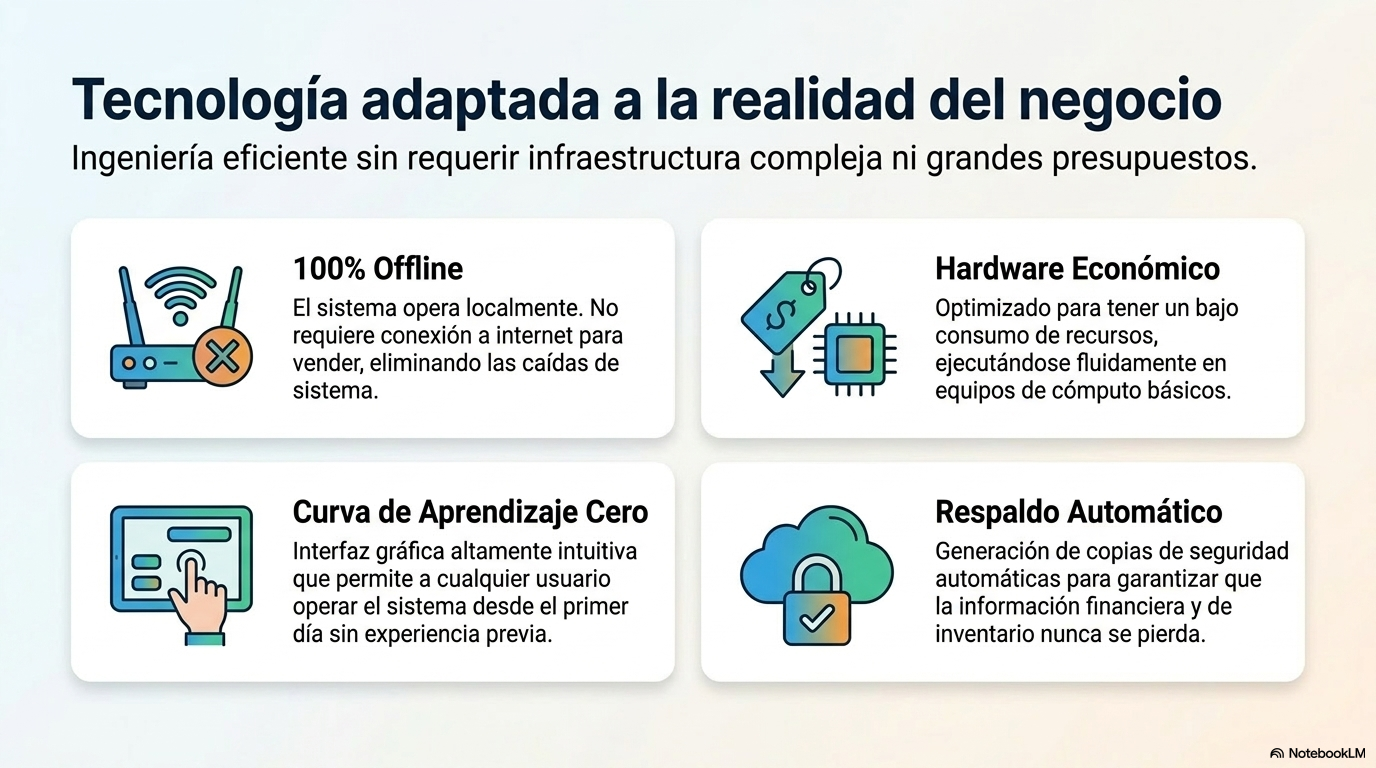 Tecnología adaptada a la realidad del negocio
Ingeniería eficiente sin requerir infraestructura compleja ni grandes presupuestos.
100% Offline
El sistema opera localmente. No
requiere conexión a internet para
vender, eliminando las caídas de
sistema.
Hardware Económico
Optimizado para tener un bajo
consumo de recursos,
ejecutándose fluidamente en
equipos de cómputo básicos.
Curva de Aprendizaje Cero
Interfaz gráfica altamente intuitiva
que permite a cualquier usuario
operar el sistema desde el primer
día sin experiencia previa.
Respaldo Automático
Generación de copias de seguridad
automáticas para garantizar que
la información financiera y de
inventario nunca se pierda.
NotebookLM